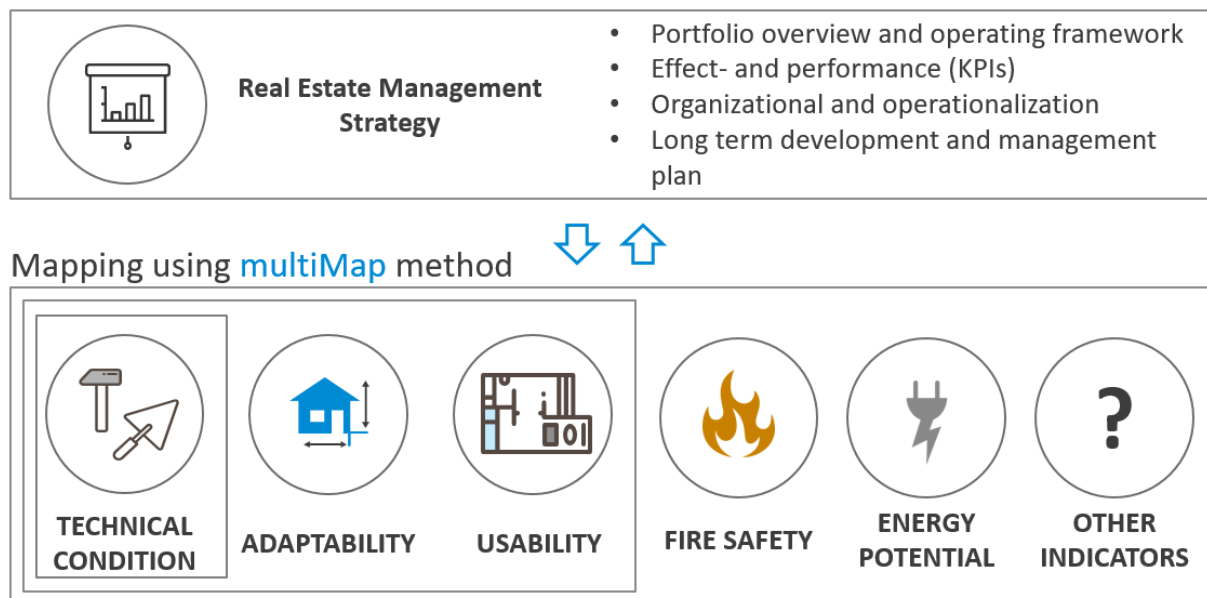 Real Estate Management
Strategy
• Portfolio overview and operating framework
• Effect- and performance (KPIs)
• Organizational and operationalization
• Long term development and management
plan
Mapping using multiMap method
TECHNICAL
CONDITION
ADAPTABILITY
USABILITY
FIRE SAFETY
ENERGY
POTENTIAL
?
OTHER
INDICATORS